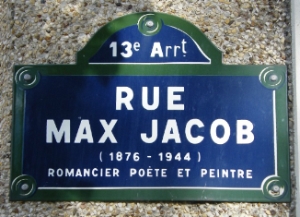 13e Arrt
RUE
MAX JACOB
(1876 - 1944)
ROMANCIER POÈTE ET PEINTRE